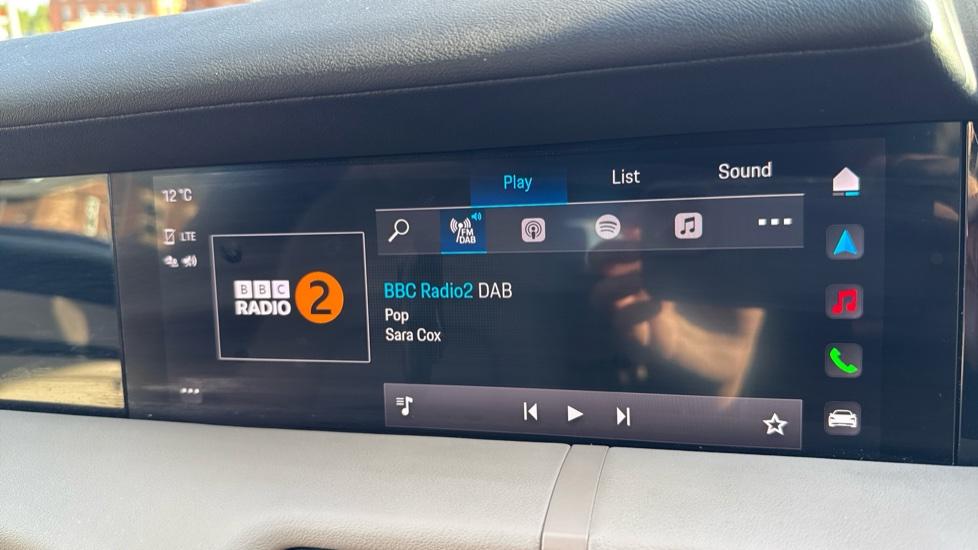 Play
List
Sound
12°C
LTE
FM
DAB
BBC
RADIO 2
BBC Radio2 DAB
Pop
Sara Cox